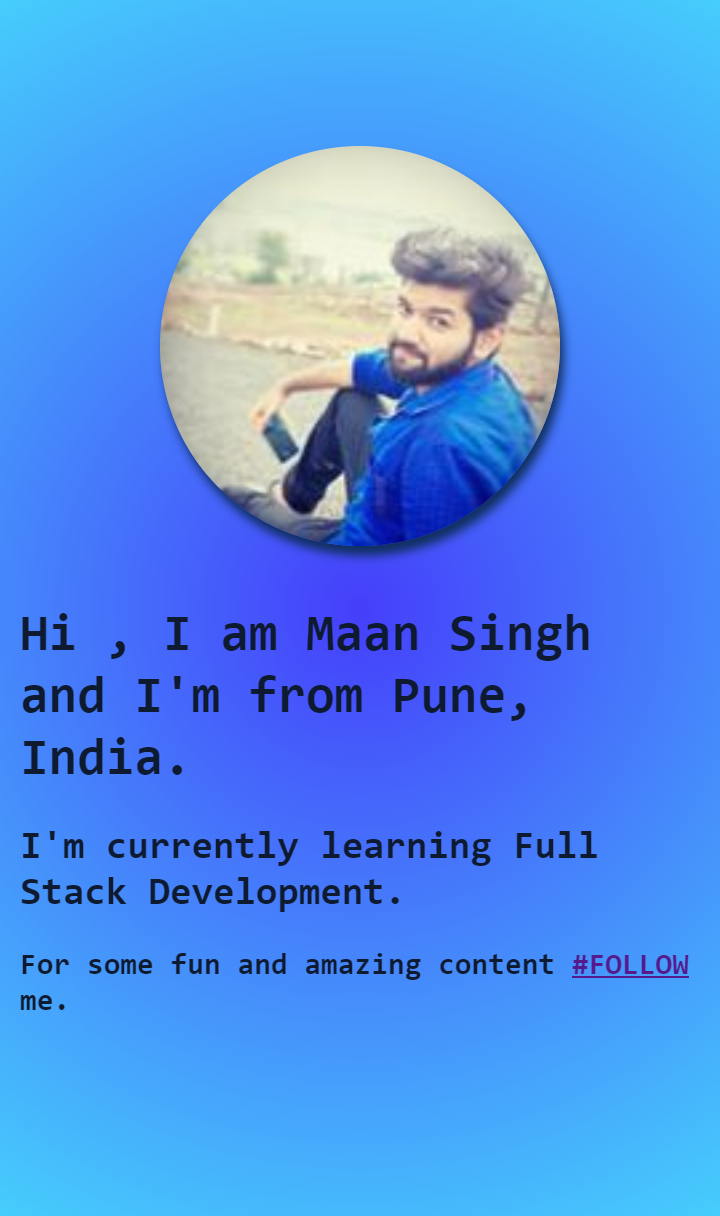 Hi , I am Maan Singh
and I'm from Pune,
India.
I'm currently learning Full
Stack Development.
For some fun and amazing content #FOLLOW
me.